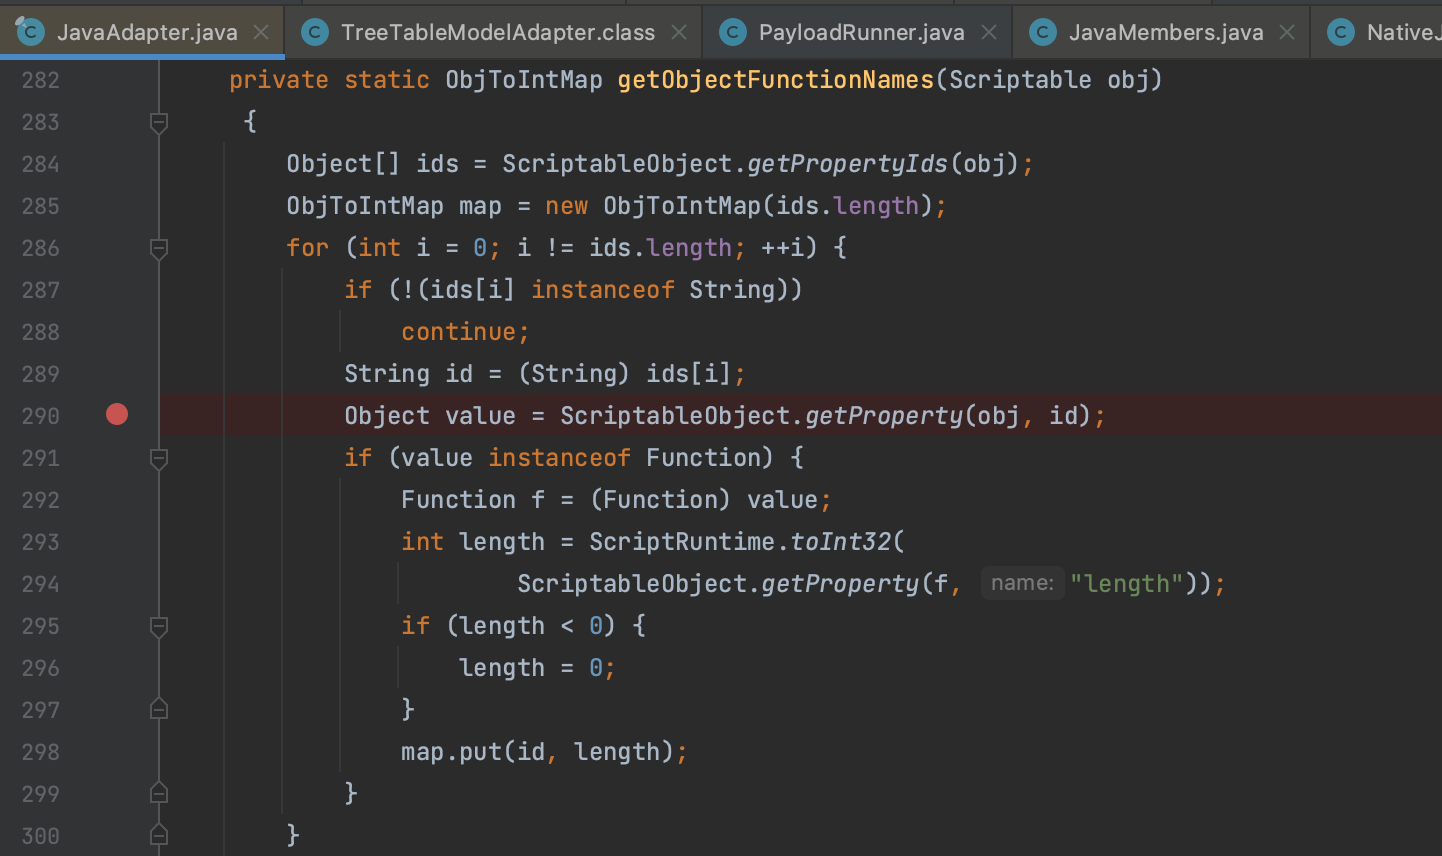 JavaAdapter.java TreeTableModelAdapter.class PayloadRunner.java JavaMembers.java NativeJ
282 private static ObjToIntMap getObjectFunctionNames(Scriptable obj)
283 {
284 Object[] ids = ScriptableObject.getPropertyIds(obj);
285 ObjToIntMap map = new ObjToIntMap(ids.length);
286 for (int i = 0; i != ids.length; ++i) {
287 if (!(ids[i] instanceof String))
288 continue;
289 String id = (String) ids[i];
290 Object value = ScriptableObject.getProperty(obj, id);
291 if (value instanceof Function) {
292 Function f = (Function) value;
293 int length = ScriptRuntime.toInt32(
294 ScriptableObject.getProperty(f, name: "length"));
295 if (length < 0) {
296 length = 0;
297 }
298 map.put(id, length);
299 }
300 }